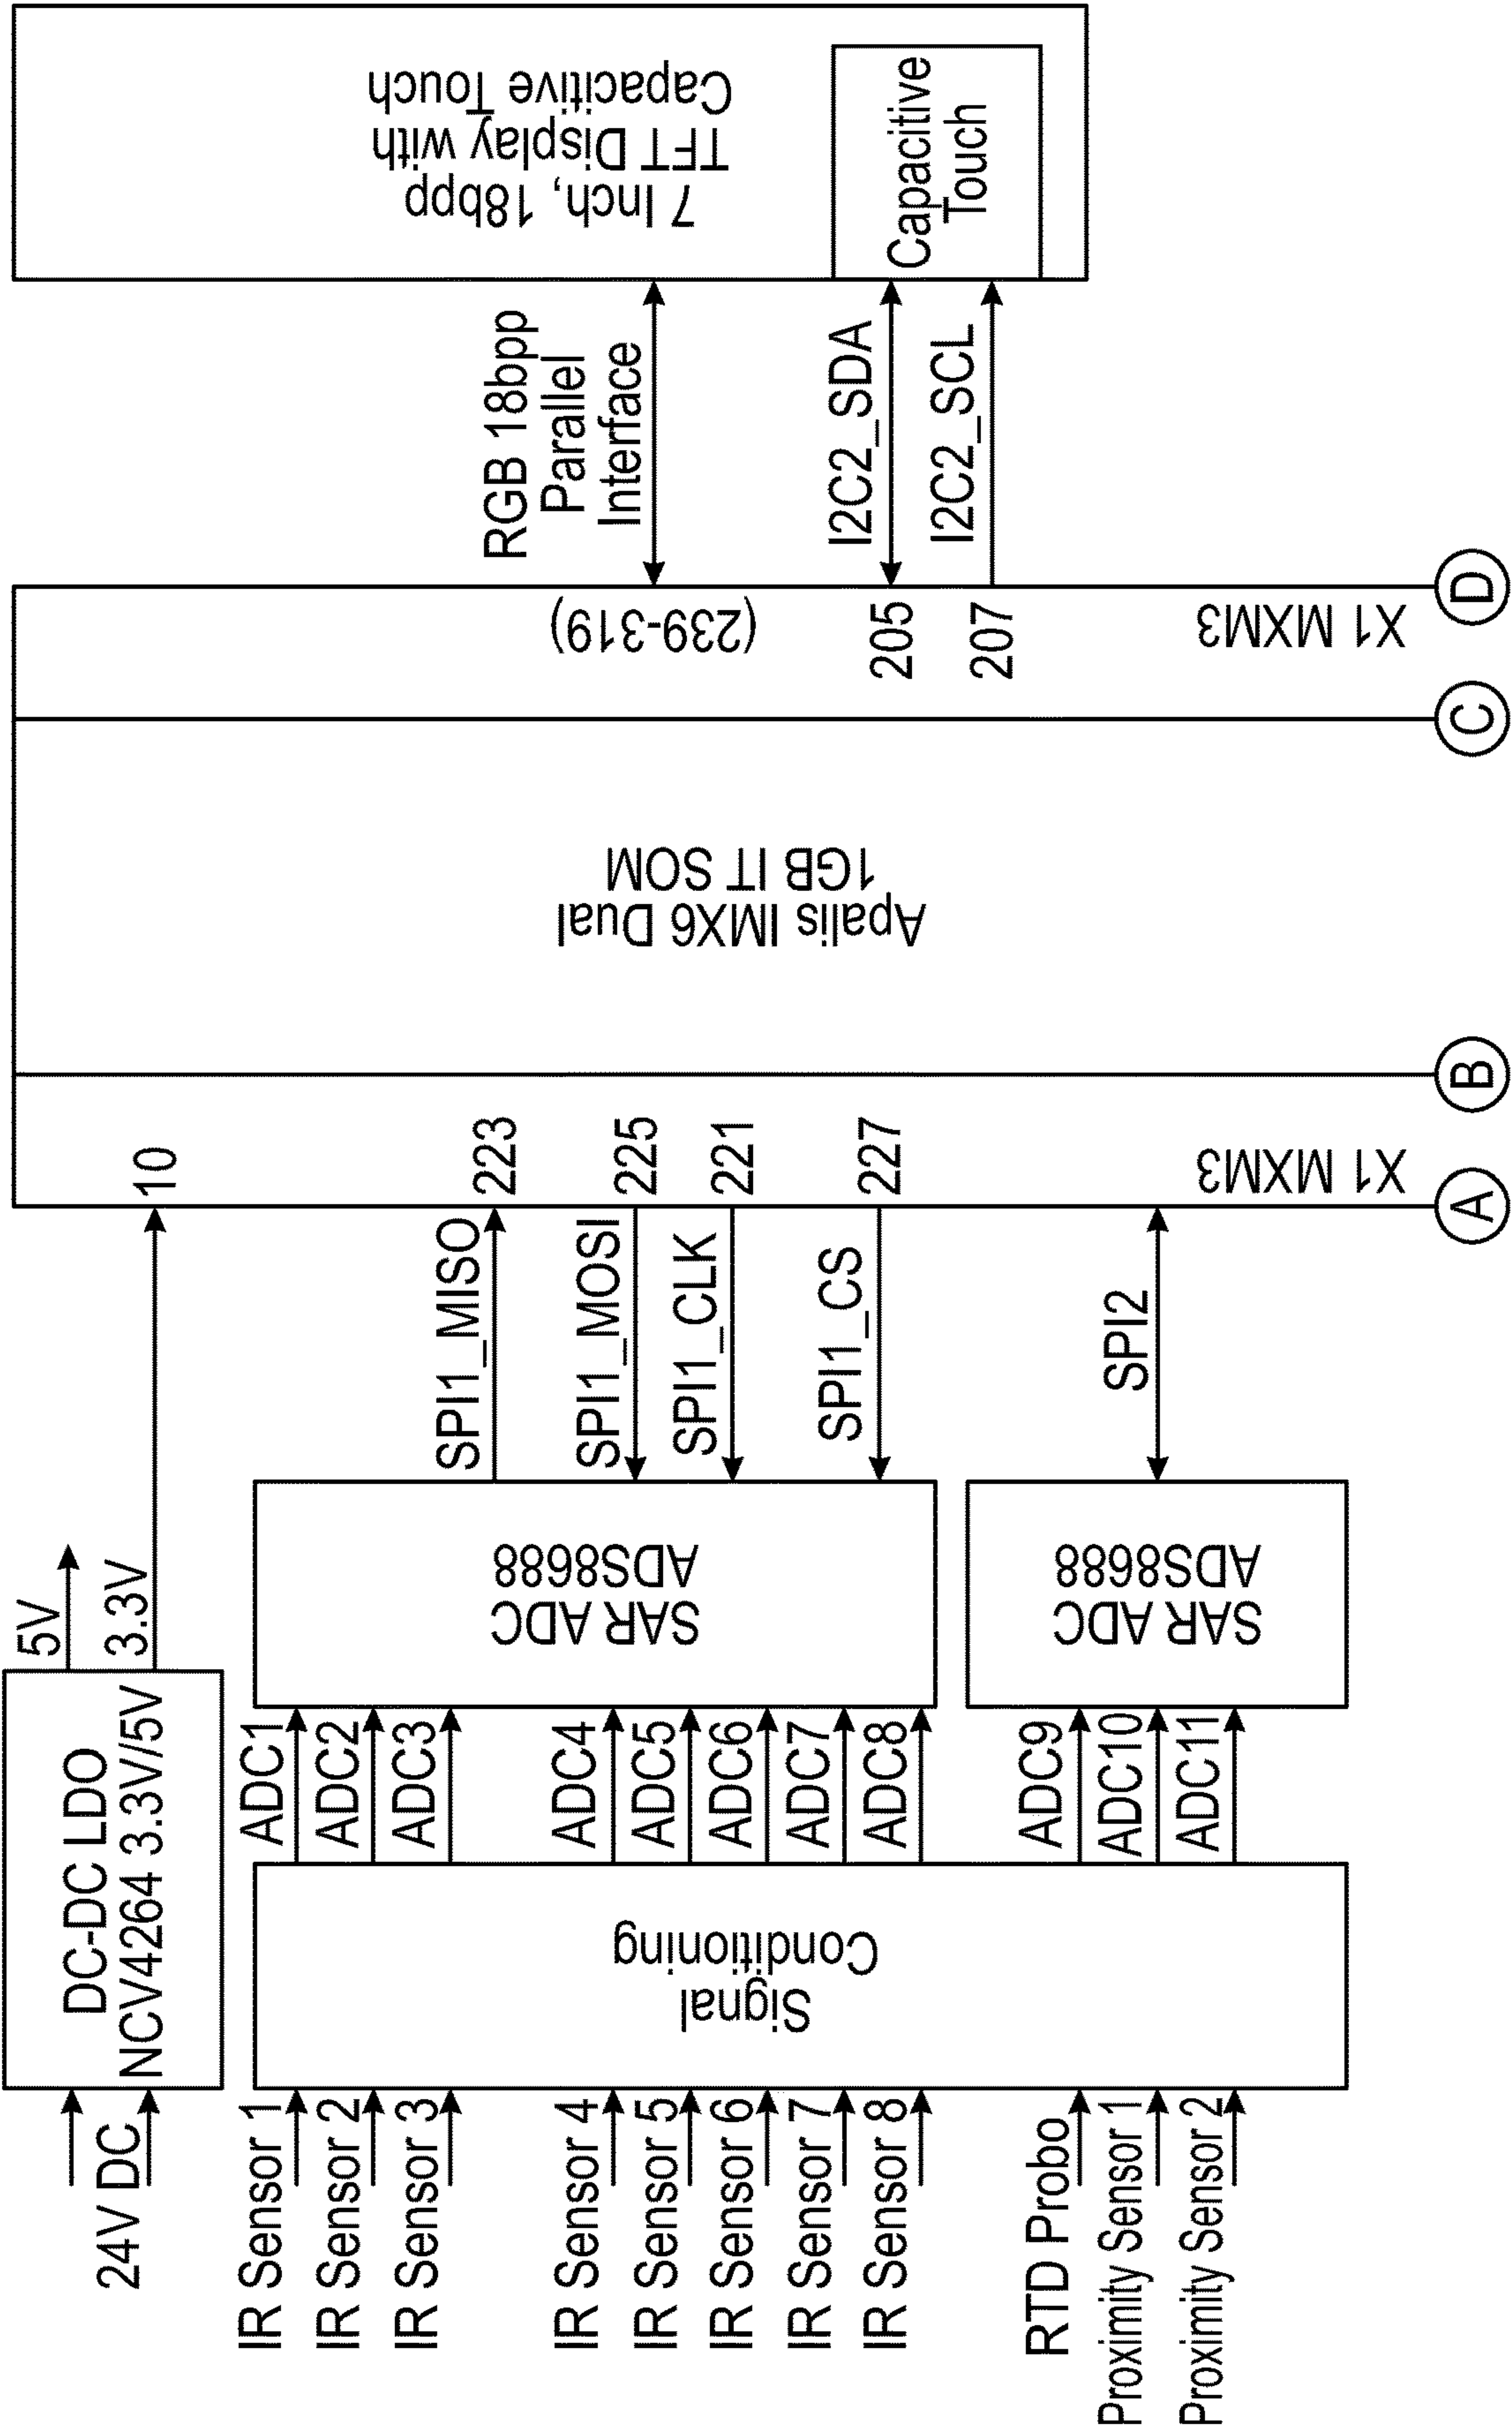 24V DC
DC-DC LDO
NCV4264 3.3V/5V
5V
3.3V
10
IR Sensor 1
IR Sensor 2
IR Sensor 3
IR Sensor 4
IR Sensor 5
IR Sensor 6
IR Sensor 7
IR Sensor 8
RTD Probo
Proximity Sensor 1
Proximity Sensor 2
Signal
Conditioning
ADC1
ADC2
ADC3
ADC4
ADC5
ADC6
ADC7
ADC8
ADC9
ADC10
ADC11
SAR ADC
ADS8688
SAR ADC
ADS8688
SPI1_MISO
SPI1_MOSI
SPI1_CLK
SPI1_CS
SPI2
223
225
221
227
X1 MXM3
Apalis IMX6 Dual
1GB IT SOM
(239-319)
205
207
X1 MXM3
RGB 18bpp
Parallel
Interface
I2C2_SDA
I2C2_SCL
7 Inch, 18bpp
TFT Display with
Capacitive Touch
Capacitive
Touch
A
B
C
D